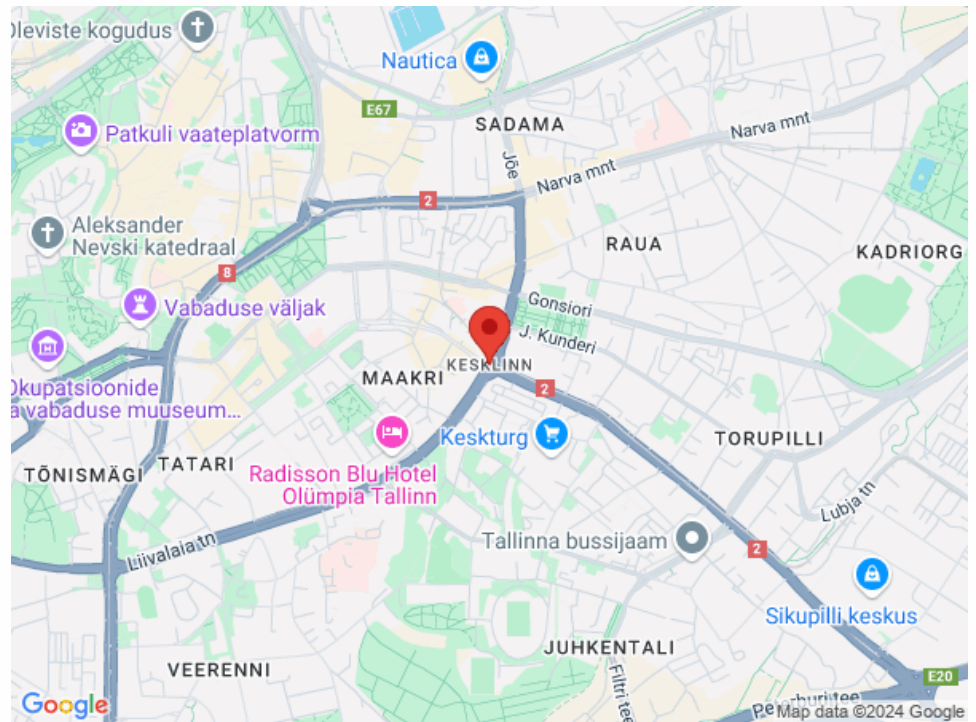 Oleviste kogudus
Nautica
E67
SADAMA
Narva mnt
Patkuli vaateplatvorm
Jõe
Narva mnt
2
Aleksander
Nevski katedraal
RAUA
KADRIORG
8
Vabaduse väljak
Gonsiori
J. Kunderi
KESKLINN
Okupatsioonide
a vabaduse muuseum...
MAAKRI
2
Keskturg
TORUPILLI
TÕNISMÄGI
TATARI
Radisson Blu Hotel
Olümpia Tallinn
Lubja tn
Liivalaia tn
Tallinna bussijaam
2
Sikupilli keskus
VEERENNI
JUHKENTALI
Filtri tee
E20
Google
Map data ©2024 Google